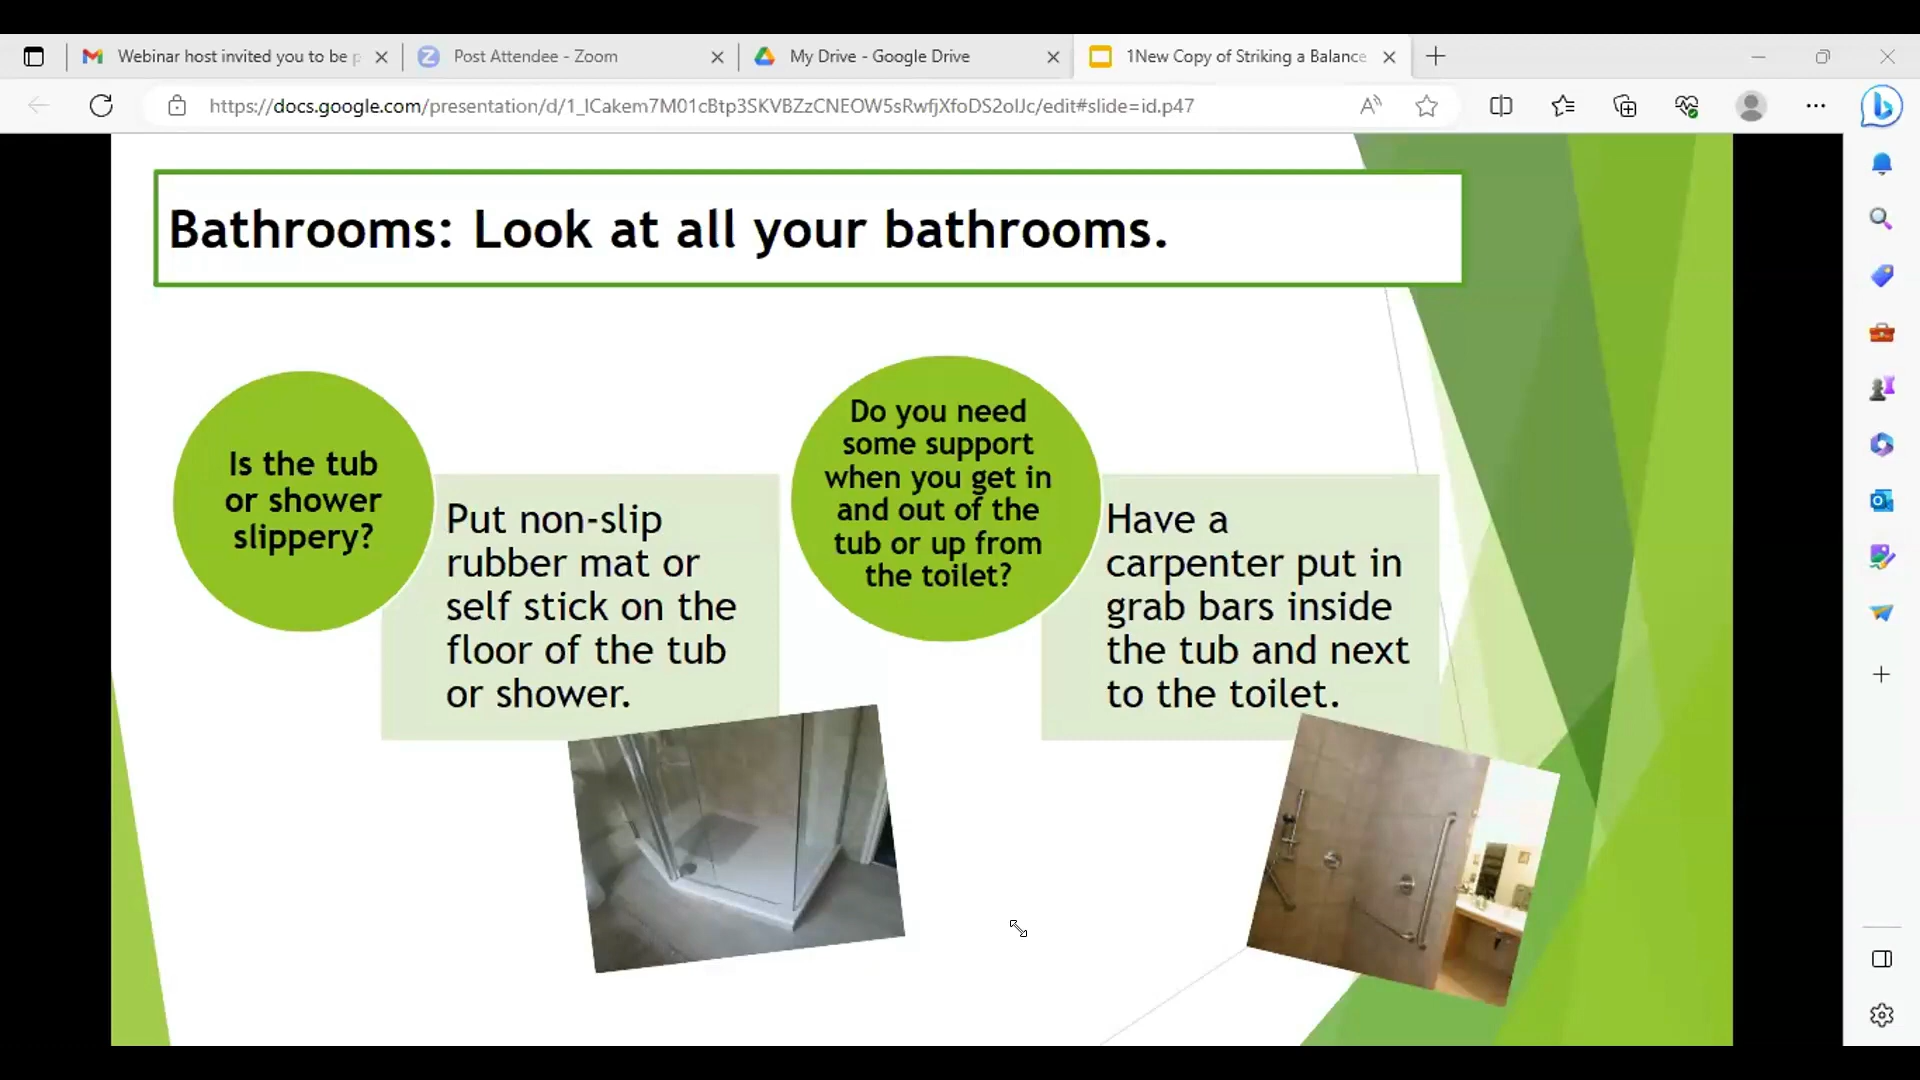 Webinar host invited you to be p
Post Attendee - Zoom
My Drive - Google Drive
1New Copy of Striking a Balance
https://docs.google.com/presentation/d/1_lCakem7M01cBtp3SKVBZzCNEOW5sRwfjXfoDS2olJc/edit#slide=id.p47
Bathrooms: Look at all your bathrooms.
Is the tub
or shower
slippery?
Put non-slip
rubber mat or
self stick on the
floor of the tub
or shower.
Do you need
some support
when you get in
and out of the
tub or up from
the toilet?
Have a
carpenter put in
grab bars inside
the tub and next
to the toilet.